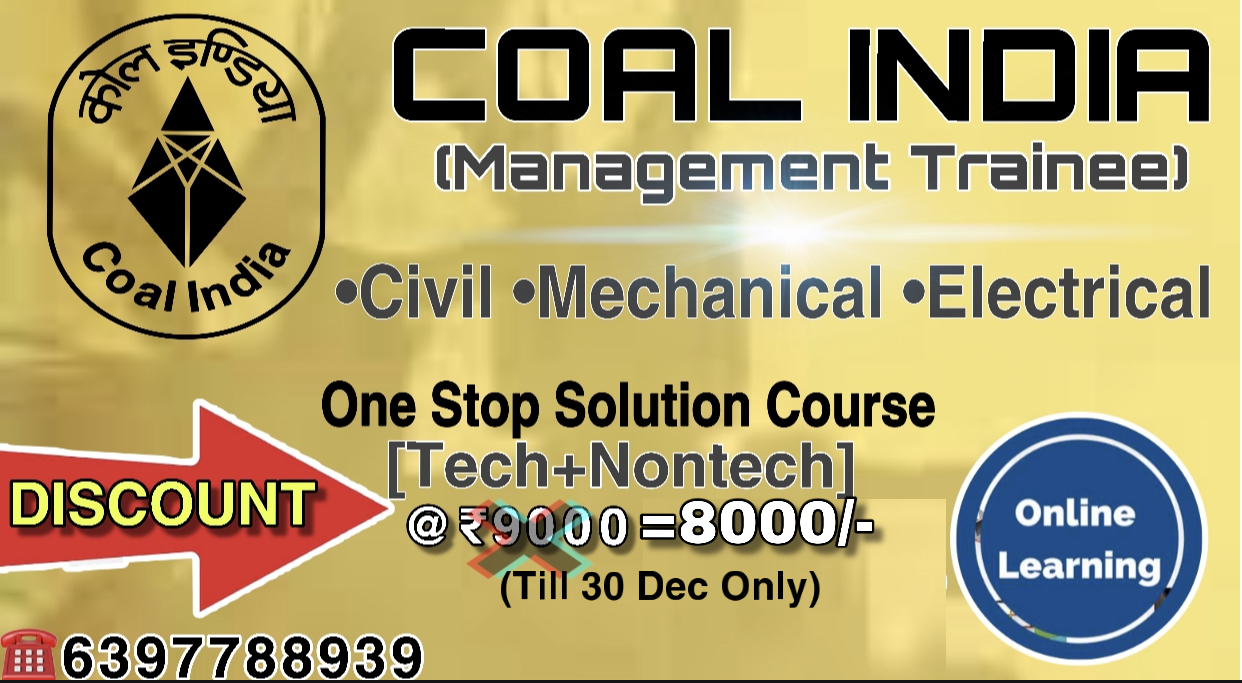 कोल इण्डिया
Coal India
COAL INDIA
(Management Trainee)
•Civil •Mechanical •Electrical
One Stop Solution Course
[Tech+Nontech]
DISCOUNT
@ ₹9000=8000/-
(Till 30 Dec Only)
Online
Learning
6397788939